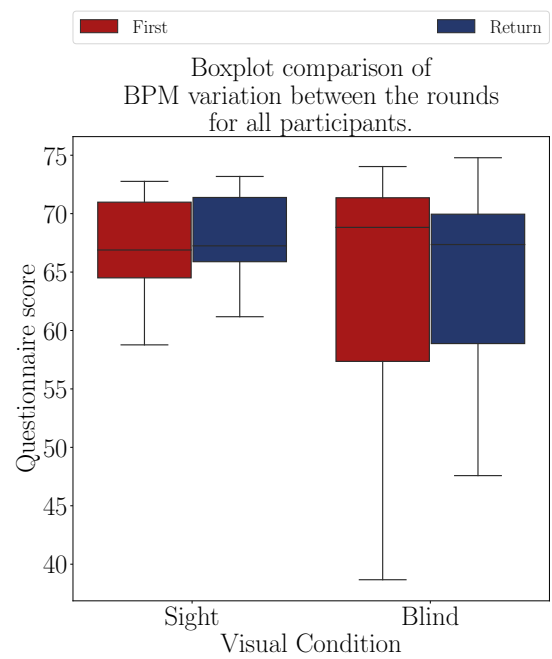 First
Return
Boxplot comparison of
BPM variation between the rounds
for all participants.
75
70
65
60
55
50
45
40
Questionnaire score
Sight
Blind
Visual Condition